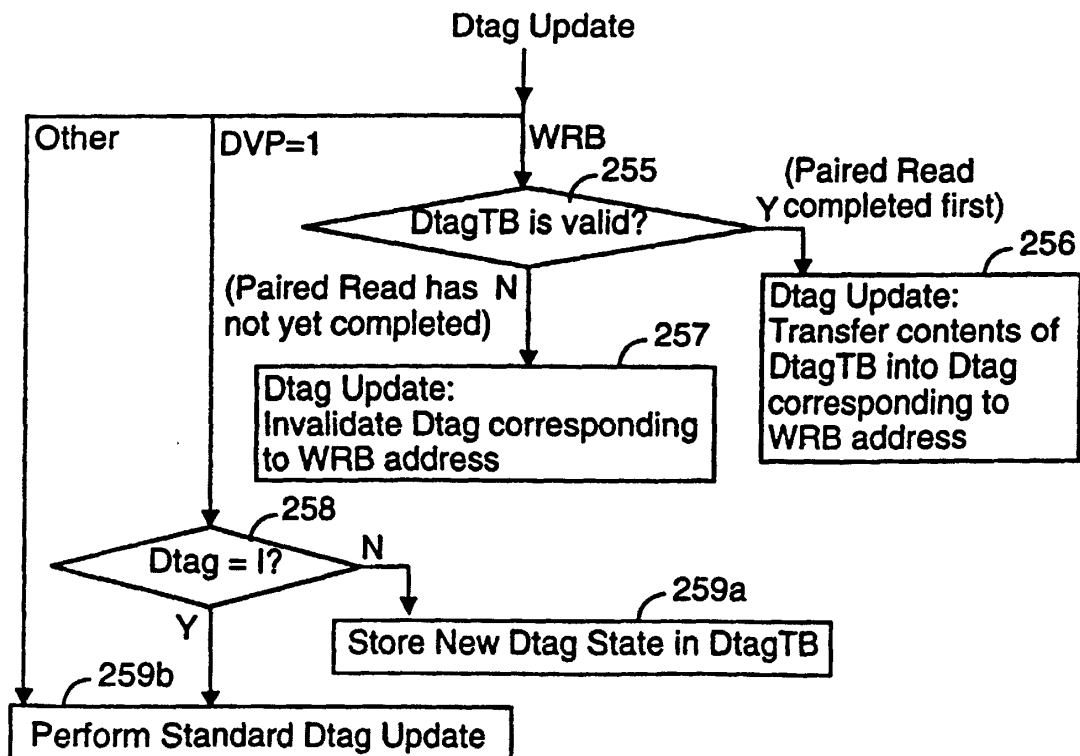 Dtag Update
Other
DVP=1
WRB
255
DtagTB is valid?
(Paired Read
Y completed first)
256
Dtag Update:
Transfer contents of
DtagTB into Dtag
corresponding to
WRB address
(Paired Read has N
not yet completed)
257
Dtag Update:
Invalidate Dtag corresponding
to WRB address
258
Dtag = I?
N
Y
259a
Store New Dtag State in DtagTB
259b
Perform Standard Dtag Update